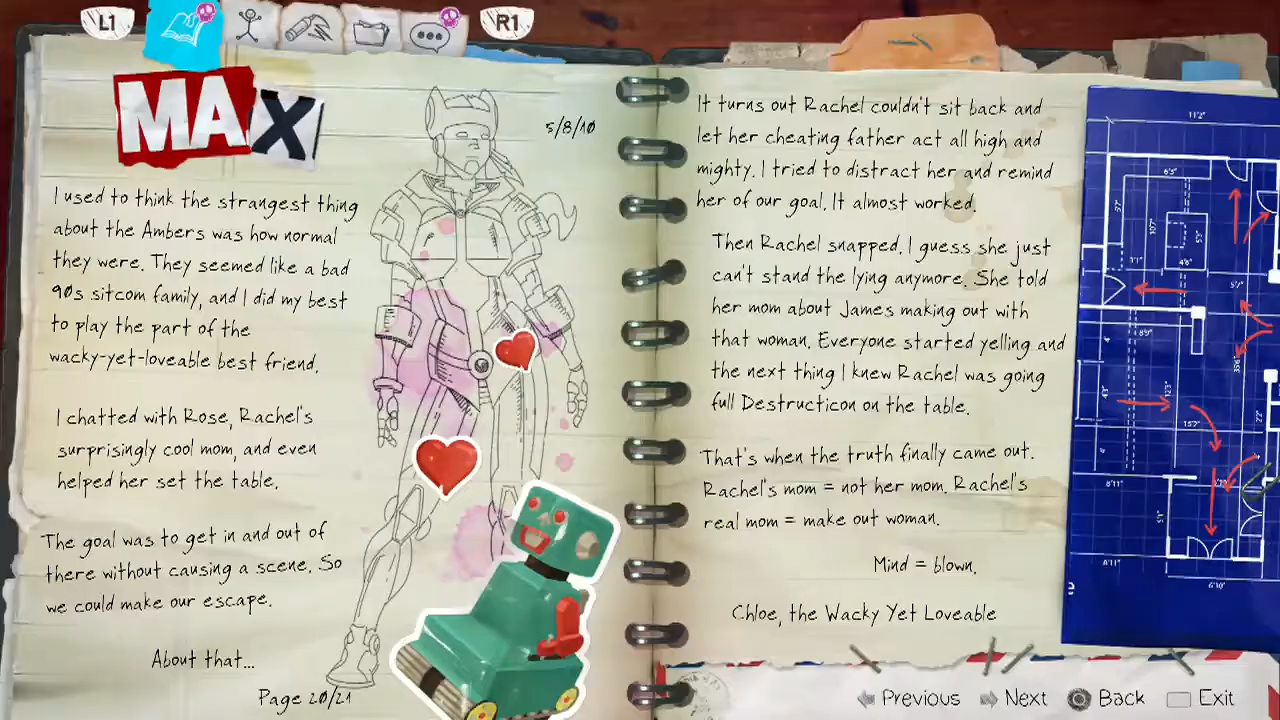 L1
R1
MAX
5/8/10
I used to think the strangest thing
about the Ambers was how normal
they were. They seemed like a bad
90s sitcom family, and I did my best
to play the part of the
wacky-yet-loveable best friend.
I chatted with Rose, Rachel's
surprisingly cool mom, and even
helped her set the table.
The goal was to get in and out of
there without causing a scene. So
we could make our escape.
About that...
Page 20/21
It turns out Rachel couldn't sit back and
let her cheating father act all high and
mighty. I tried to distract her and remind
her of our goal. It almost worked.
Then Rachel snapped. I guess she just
can't stand the lying anymore. She told
her mom about James making out with
that woman. Everyone started yelling and
the next thing I knew Rachel was going
full Destructicon on the table.
That's when the truth finally came out.
Rachel's mom = not her mom. Rachel's
real mom = make out woman.
Mind = blown.
Chloe, the Wacky Yet Loveable
11'2"
Previous
Next
Back
Exit